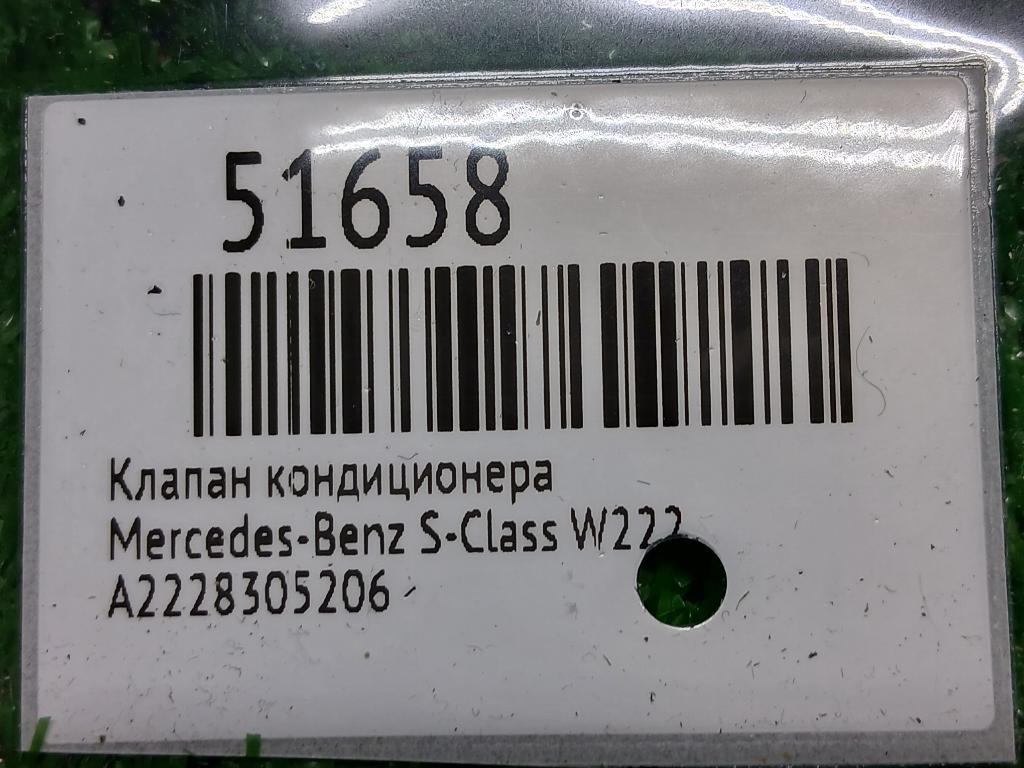 51658
Клапан кондиционера
Mercedes-Benz S-Class W222
A2228305206